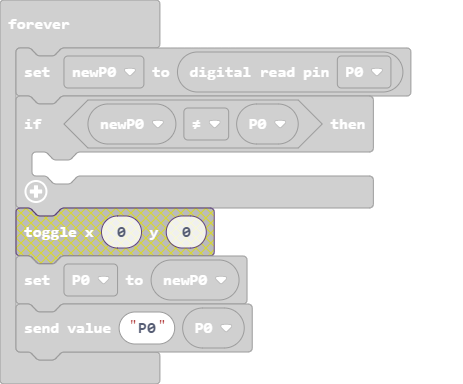 forever
set newP0 to digital read pin P0
if newP0 ≠ P0 then
toggle x 0 y 0
set P0 to newP0
send value "P0" P0